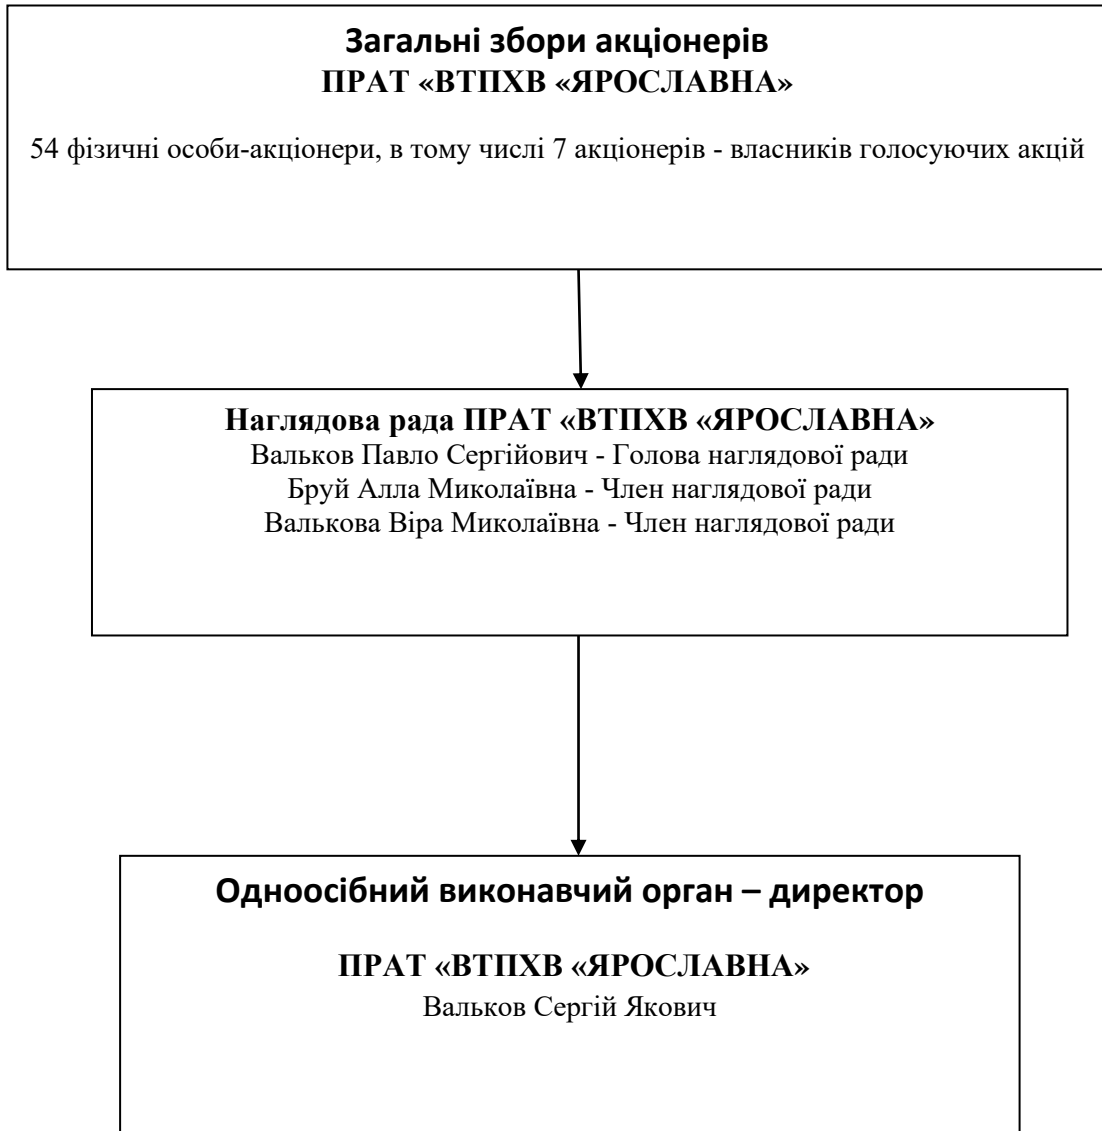 Загальні збори акціонерів
ПРАТ «ВТПХВ «ЯРОСЛАВНА»
54 фізичні особи-акціонери, в тому числі 7 акціонерів - власників голосуючих акцій
Наглядова рада ПРАТ «ВТПХВ «ЯРОСЛАВНА»
Вальков Павло Сергійович - Голова наглядової ради
Бруй Алла Миколаївна - Член наглядової ради
Валькова Віра Миколаївна - Член наглядової ради
Одноосібний виконавчий орган – директор
ПРАТ «ВТПХВ «ЯРОСЛАВНА»
Вальков Сергій Якович